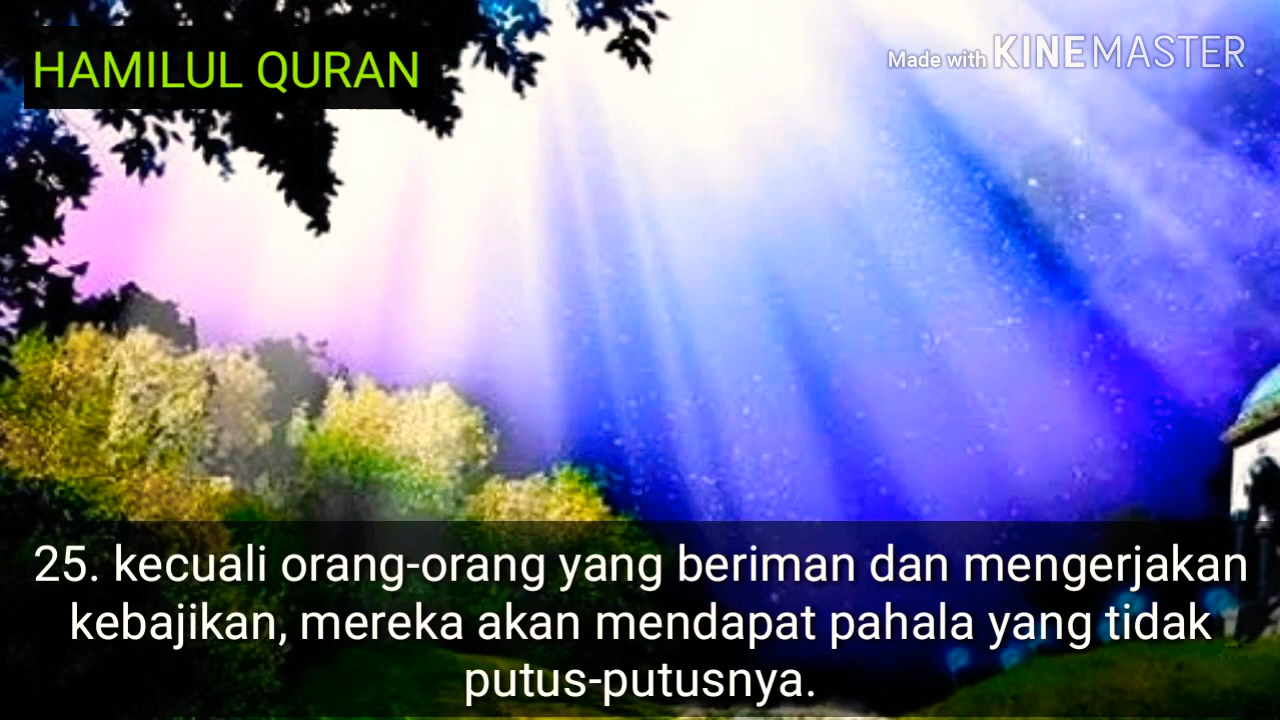 HAMILUL QURAN
Made with KINEMASTER
25. kecuali orang-orang yang beriman dan mengerjakan
kebajikan, mereka akan mendapat pahala yang tidak
putus-putusnya.